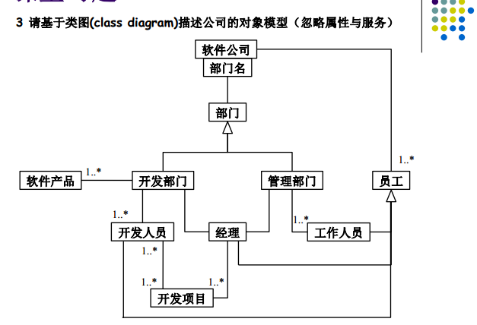 3 请基于类图(class diagram)描述公司的对象模型（忽略属性与服务）
软件公司
部门名
部门
1..*
1..*
软件产品
开发部门
管理部门
员工
1..*
1..*
开发人员
经理
工作人员
1..*
1..*
1..*
开发项目